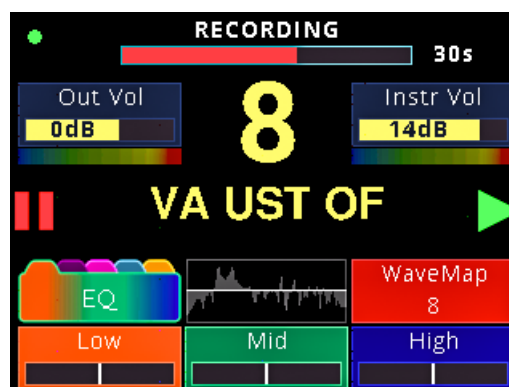 RECORDING
30s
Out Vol
0dB
8
Instr Vol
14dB
VA UST OF
EQ
WaveMap
8
Low
Mid
High